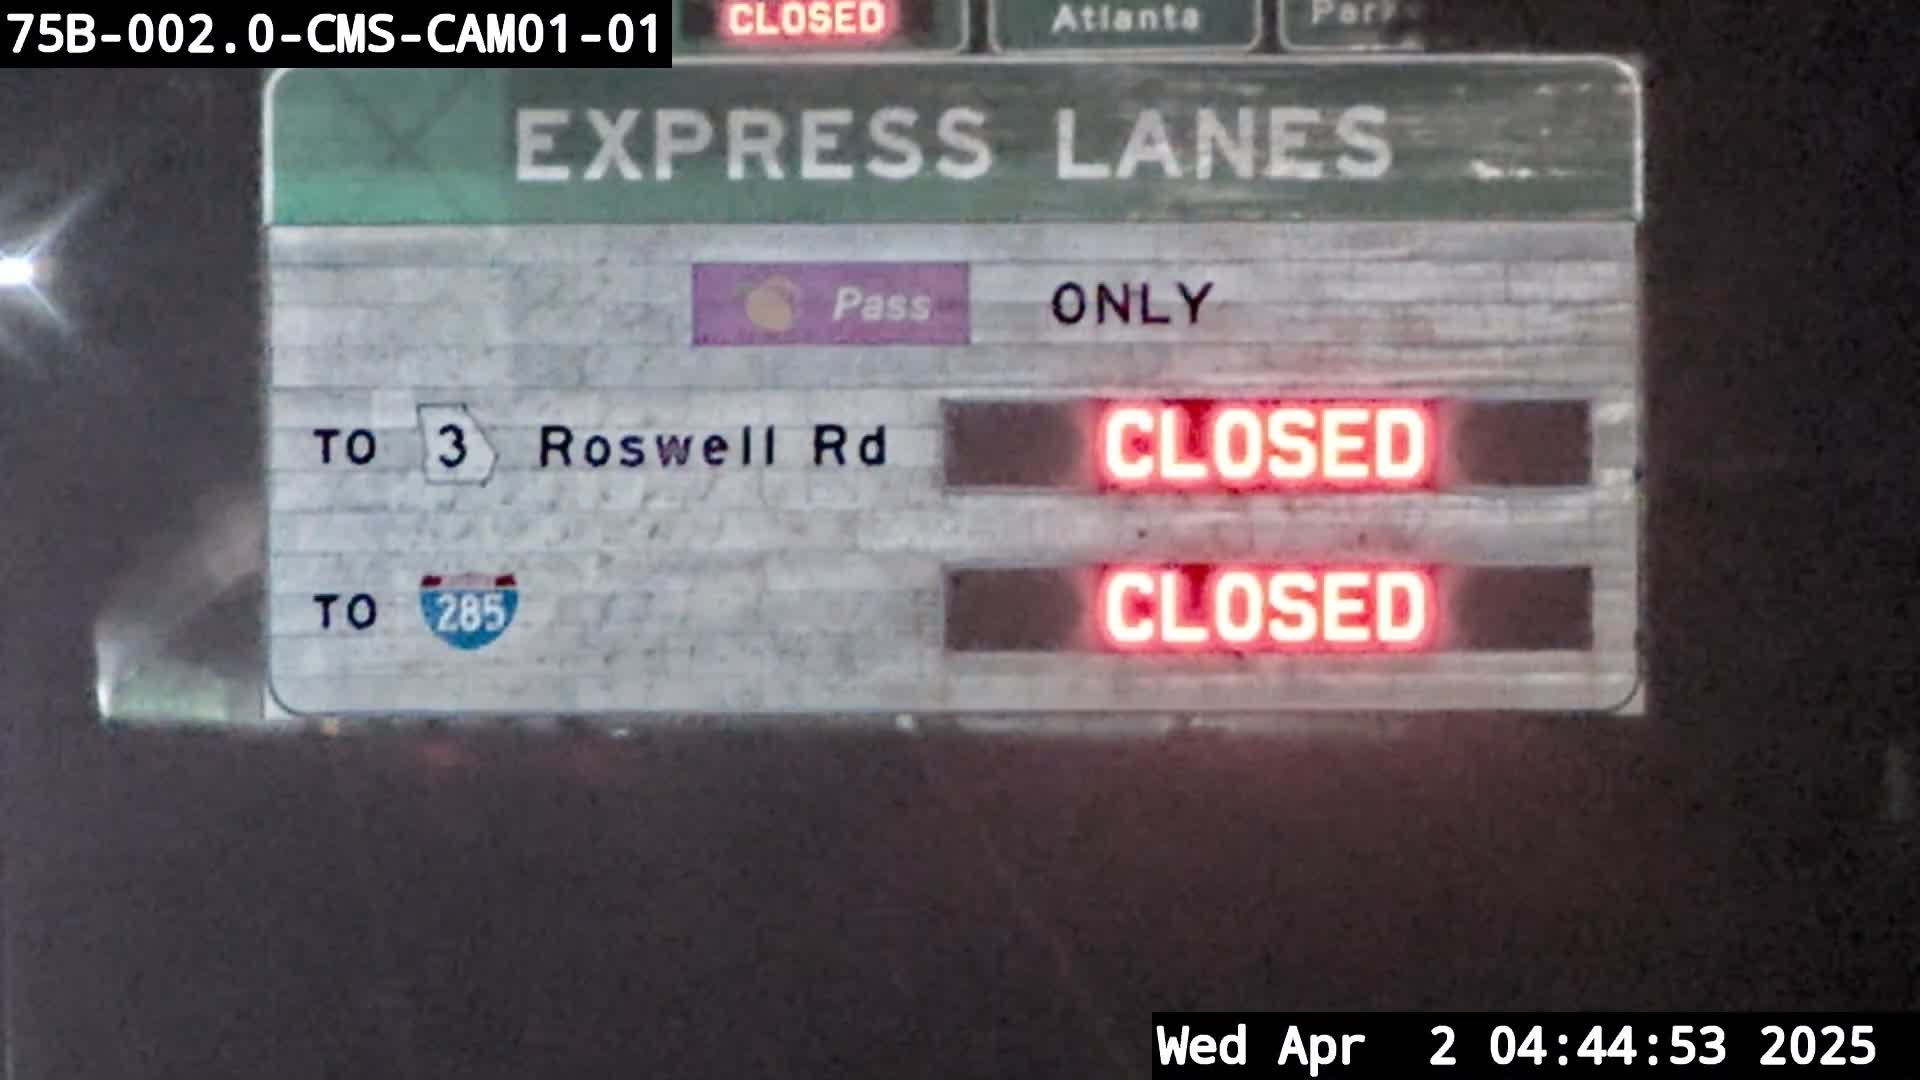 75B-002.0-CMS-CAM01-01
CLOSED
Atlanta
EXPRESS LANES
Pass ONLY
TO 3 Roswell Rd CLOSED
TO 285 CLOSED
Wed Apr 2 04:44:53 2025